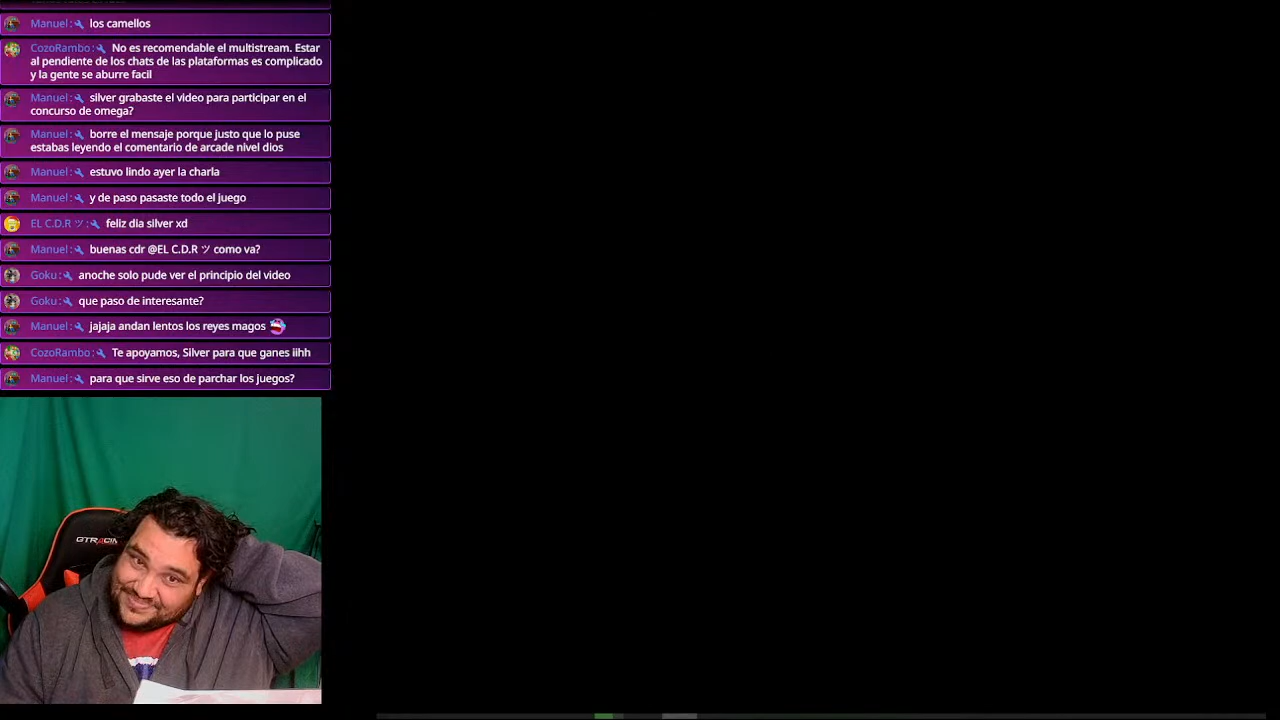 Manuel: los camellos
CozoRambo: No es recomendable el multistream. Estar
al pendiente de los chats de las plataformas es complicado
y la gente se aburre facil
Manuel: silver grabaste el video para participar en el
concurso de omega?
Manuel: borre el mensaje porque justo que lo puse
estabas leyendo el comentario de arcade nivel dios
Manuel: estuvo lindo ayer la charla
Manuel: y de paso pasaste todo el juego
EL C.D.R ツ: feliz dia silver xd
Manuel: buenas cdr @EL C.D.R ツ como va?
Goku: anoche solo pude ver el principio del video
Goku: que paso de interesante?
Manuel: jajaja andan lentos los reyes magos
CozoRambo: Te apoyamos, Silver para que ganes iihh
Manuel: para que sirve eso de parchar los juegos?
GTRACIN